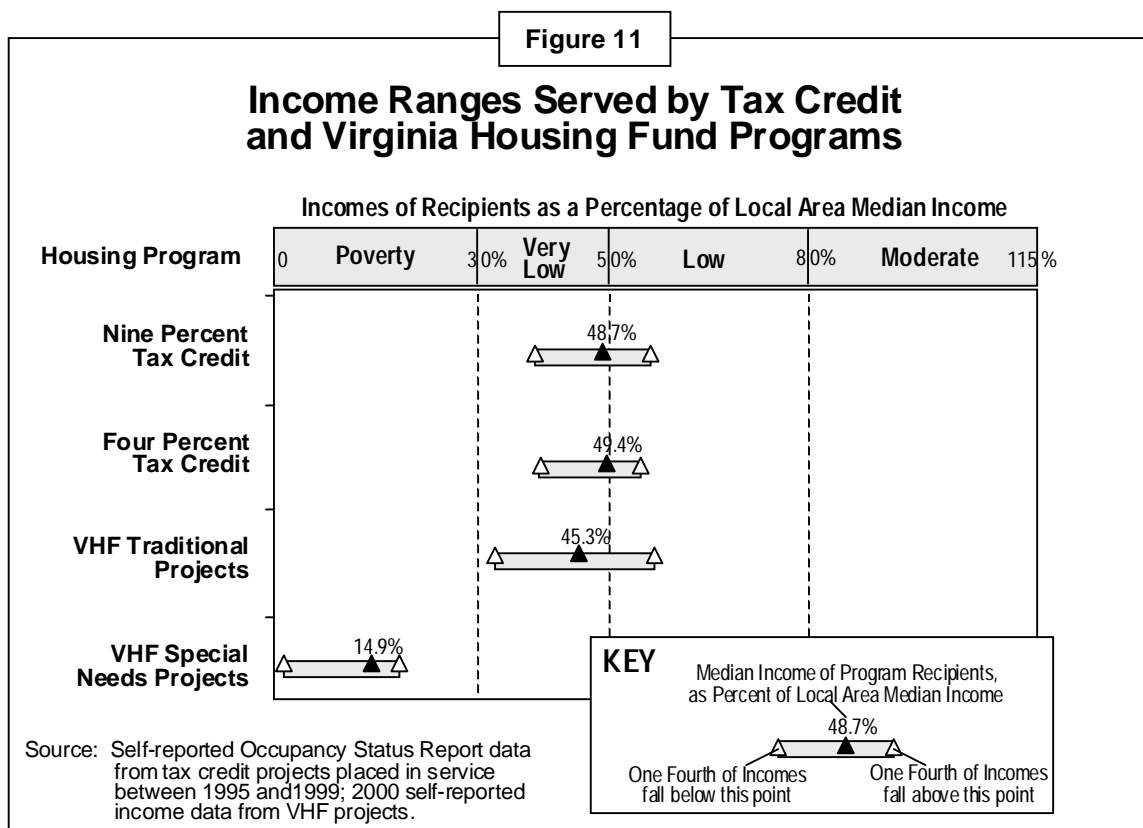 Figure 11
Income Ranges Served by Tax Credit
and Virginia Housing Fund Programs
Incomes of Recipients as a Percentage of Local Area Median Income
Housing Program
0 Poverty 30% Very Low 50% Low 80% Moderate 115%
Nine Percent
Tax Credit
48.7%
Four Percent
Tax Credit
49.4%
VHF Traditional
Projects
45.3%
VHF Special
Needs Projects
14.9%
KEY
Median Income of Program Recipients,
as Percent of Local Area Median Income
48.7%
One Fourth of Incomes
fall below this point
One Fourth of Incomes
fall above this point
Source: Self-reported Occupancy Status Report data
from tax credit projects placed in service
between 1995 and1999; 2000 self-reported
income data from VHF projects.